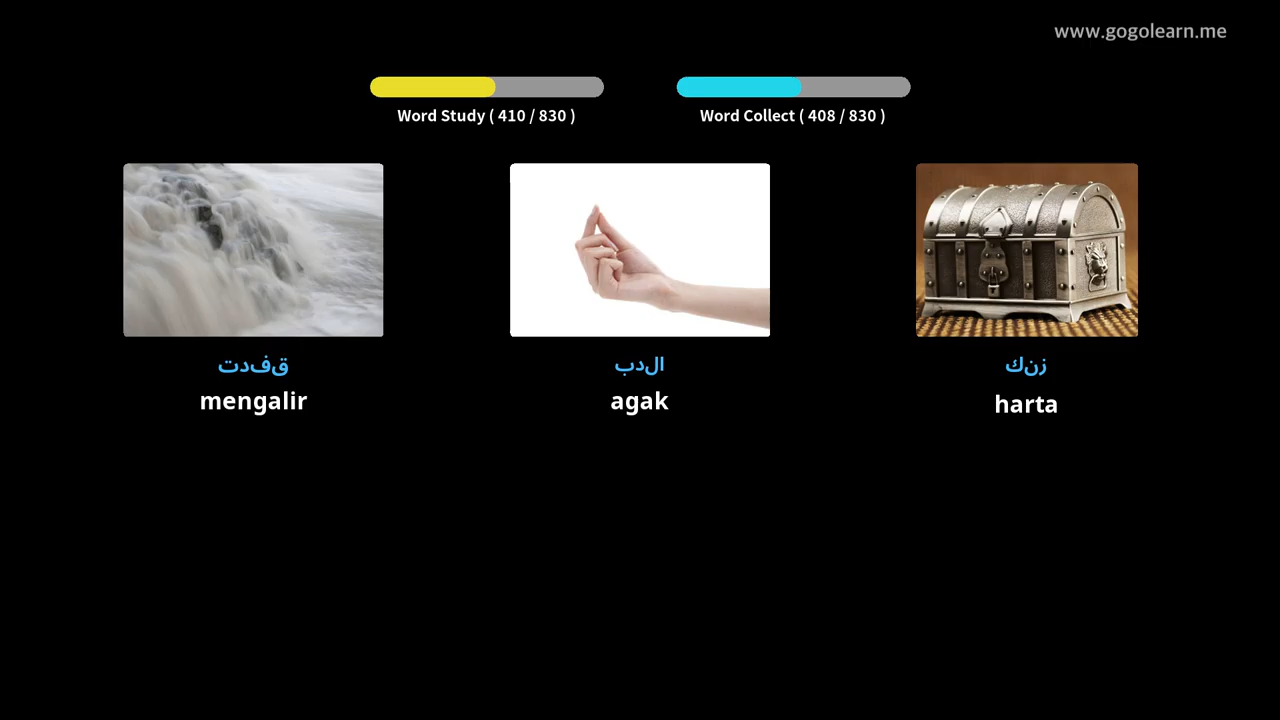 www.gogolearn.me
Word Study ( 410 / 830 )
Word Collect ( 408 / 830 )
قفدت
mengalir
الدب
agak
زنك
harta